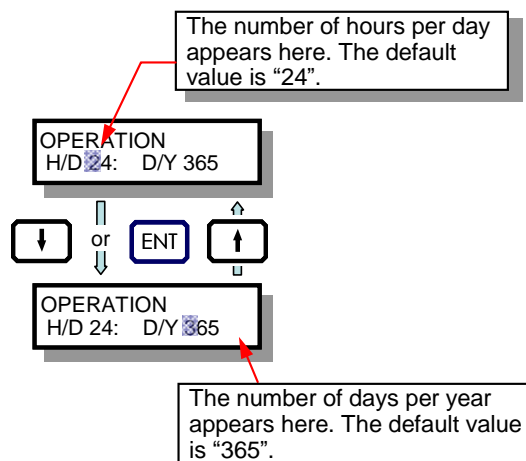 The number of hours per day
appears here. The default
value is “24”.
OPERATION
H/D 24: D/Y 365
or
ENT
OPERATION
H/D 24: D/Y 365
The number of days per year
appears here. The default value
is “365”.